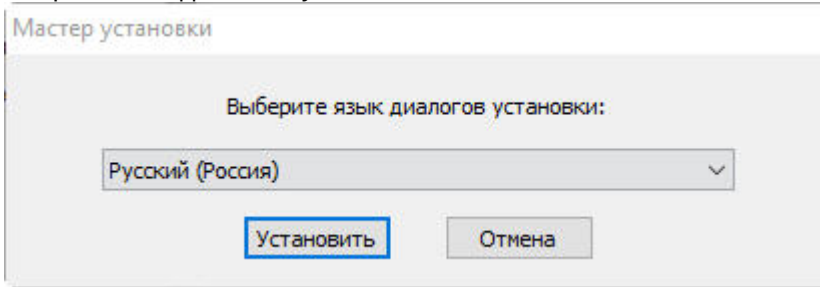 Мастер установки
Выберите язык диалогов установки:
Русский (Россия)
Установить
Отмена